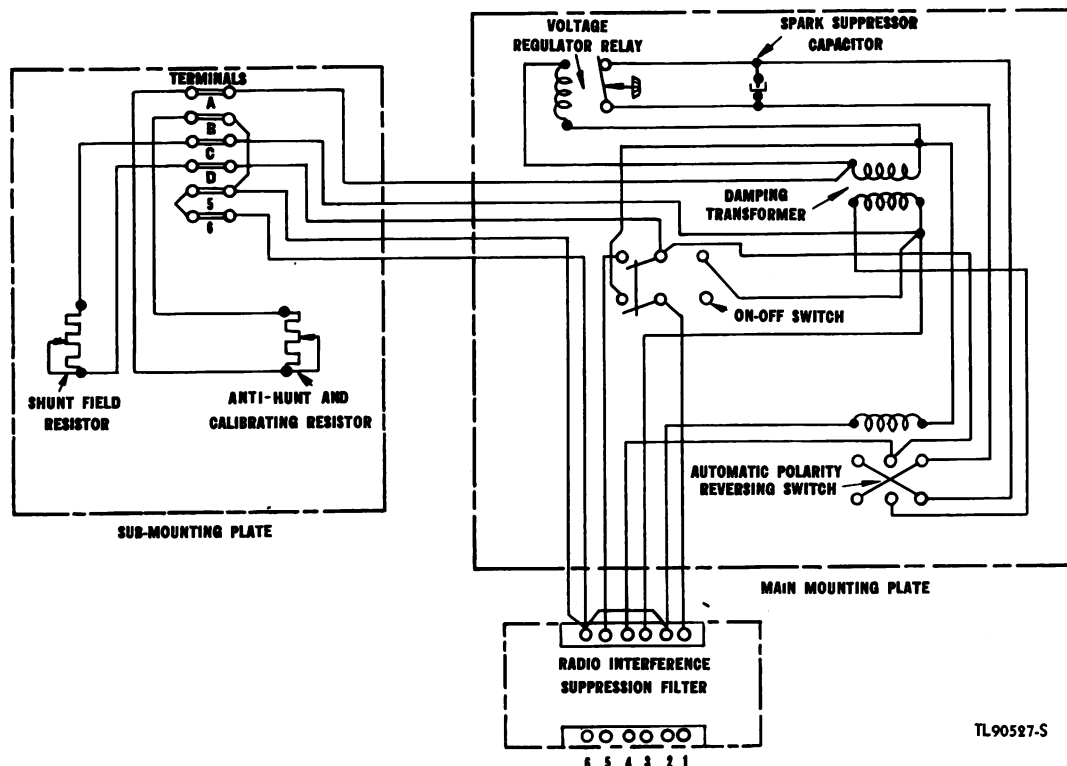 VOLTAGE
REGULATOR RELAY
SPARK SUPPRESSOR
CAPACITOR
TERMINALS
A
B
C
D
5
6
DAMPING
TRANSFORMER
ON-OFF SWITCH
SHUNT FIELD
RESISTOR
ANTI-HUNT AND
CALIBRATING RESISTOR
AUTOMATIC POLARITY
REVERSING SWITCH
SUB-MOUNTING PLATE
MAIN MOUNTING PLATE
RADIO INTERFERENCE
SUPPRESSION FILTER
6 5 4 3 2 1
TL90527-S